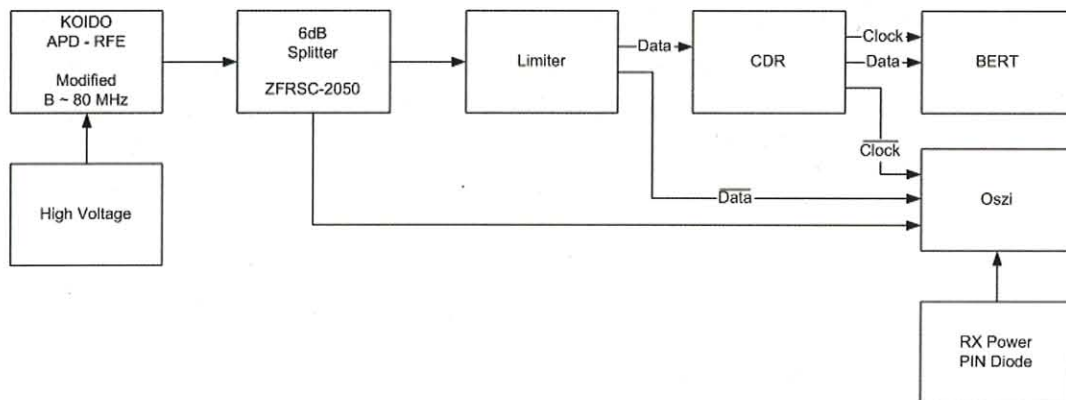 KOIDO
APD - RFE
Modified
B ~ 80 MHz
6dB
Splitter
ZFRSC-2050
Limiter
Data
CDR
Clock
Data
BERT
Clock
High Voltage
Data
Oszi
RX Power
PIN Diode